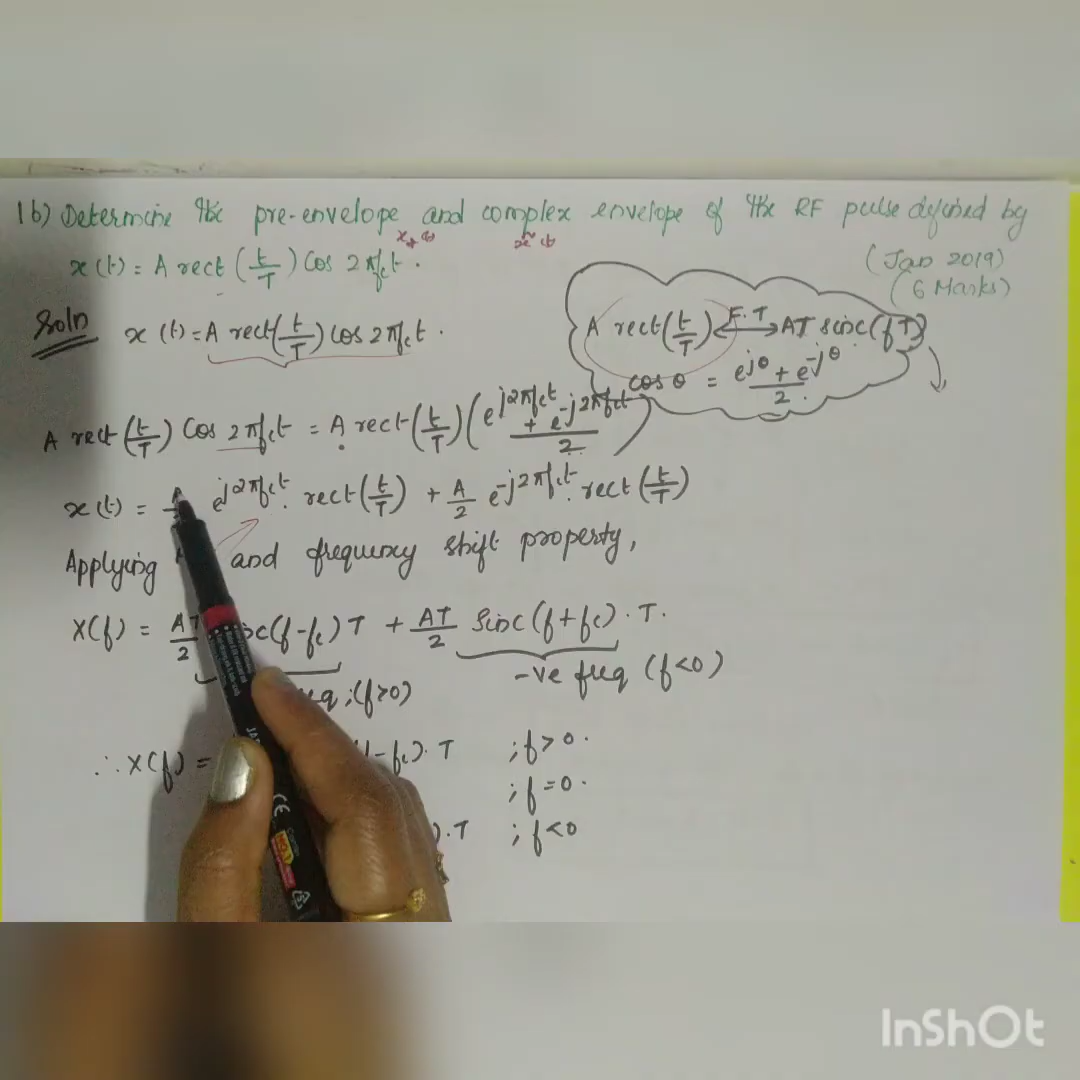 1b) Determine the pre-envelope and complex envelope of the RF pulse defined by
x₊(t) x̃(t)
x(t) = A rect(t/T) Cos 2πfct.
(Jan 2019)
(6 Marks)
Soln x(t) = A rect(t/T) cos 2πfct.
A rect(t/T) F.T ⟷ AT sinc(fT)
cos θ = (e^jθ + e^-jθ)/2.
A rect(t/T) Cos 2πfct = A rect(t/T) ((e^j2πfct + e^-j2πfct)/2)
x(t) = A e^j2πfct. rect(t/T) + A/2 e^-j2πfct. rect(t/T)
Applying and frequency shift property,
X(f) = AT/2 (f-fc) T + AT/2 Sinc(f+fc).T.
;(f>0) -ve freq (f<0)
∴ X(f) = -fc).T ;f>0.
;f=0.
).T ;f<0
InShOt